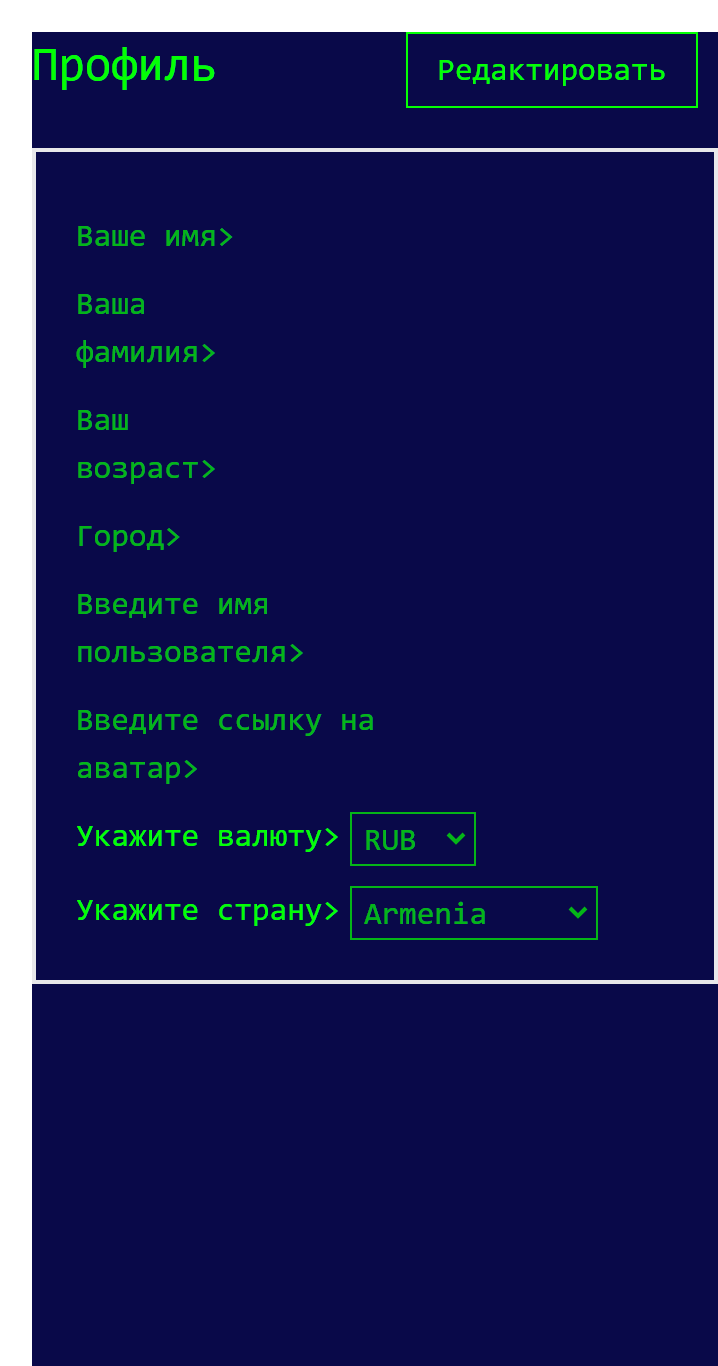 Профиль
Редактировать
Ваше имя>
Ваша
фамилия>
Ваш
возраст>
Город>
Введите имя
пользователя>
Введите ссылку на
аватар>
Укажите валюту> RUB
Укажите страну> Armenia